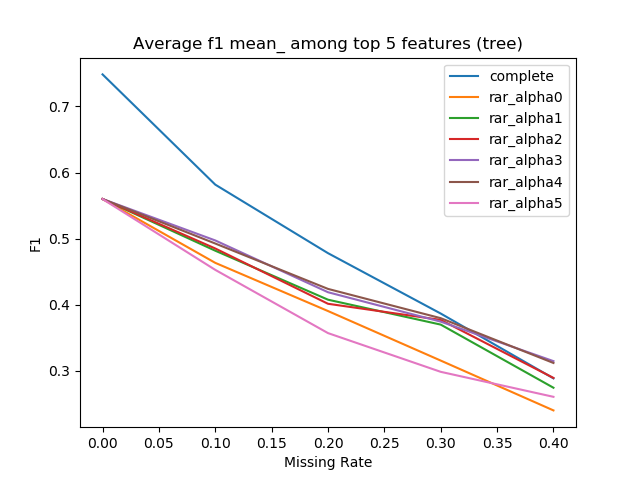 Average f1 mean_ among top 5 features (tree)
complete
rar_alpha0
rar_alpha1
rar_alpha2
rar_alpha3
rar_alpha4
rar_alpha5
F1
0.7
0.6
0.5
0.4
0.3
0.00 0.05 0.10 0.15 0.20 0.25 0.30 0.35 0.40
Missing Rate